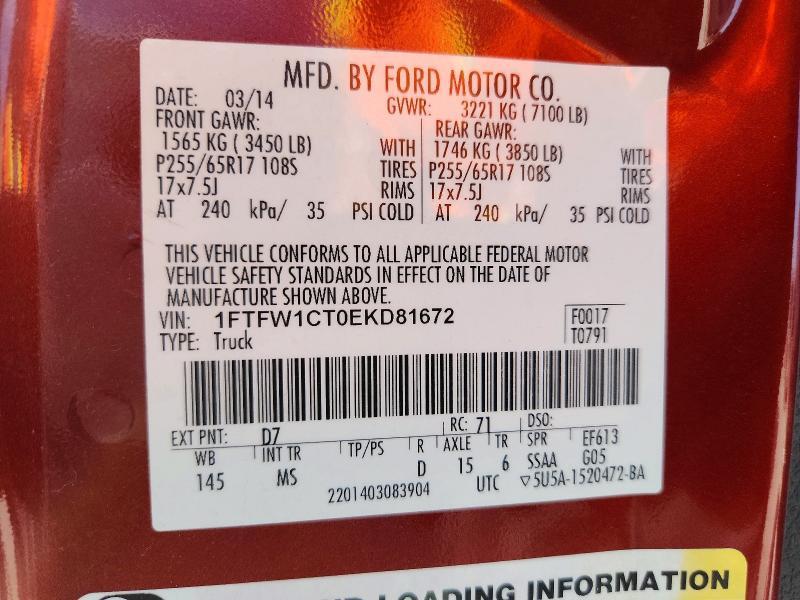 MFD. BY FORD MOTOR CO.
DATE: 03/14 GVWR: 3221 KG ( 7100 LB)
FRONT GAWR: REAR GAWR:
1565 KG ( 3450 LB) WITH 1746 KG ( 3850 LB) WITH
P255/65R17 108S TIRES P255/65R17 108S TIRES
17x7.5J RIMS 17x7.5J RIMS
AT 240 kPa/ 35 PSI COLD AT 240 kPa/ 35 PSI COLD
THIS VEHICLE CONFORMS TO ALL APPLICABLE FEDERAL MOTOR
VEHICLE SAFETY STANDARDS IN EFFECT ON THE DATE OF
MANUFACTURE SHOWN ABOVE.
VIN: 1FTFW1CT0EKD81672 F0017
TYPE: Truck T0791
EXT PNT: D7 RC: 71 DSO:
WB INT TR TP/PS R AXLE TR SPR EF613
145 MS D 15 6 SSAA G05
2201403083904 UTC ▽5U5A-1520472-BA
LOADING INFORMATION